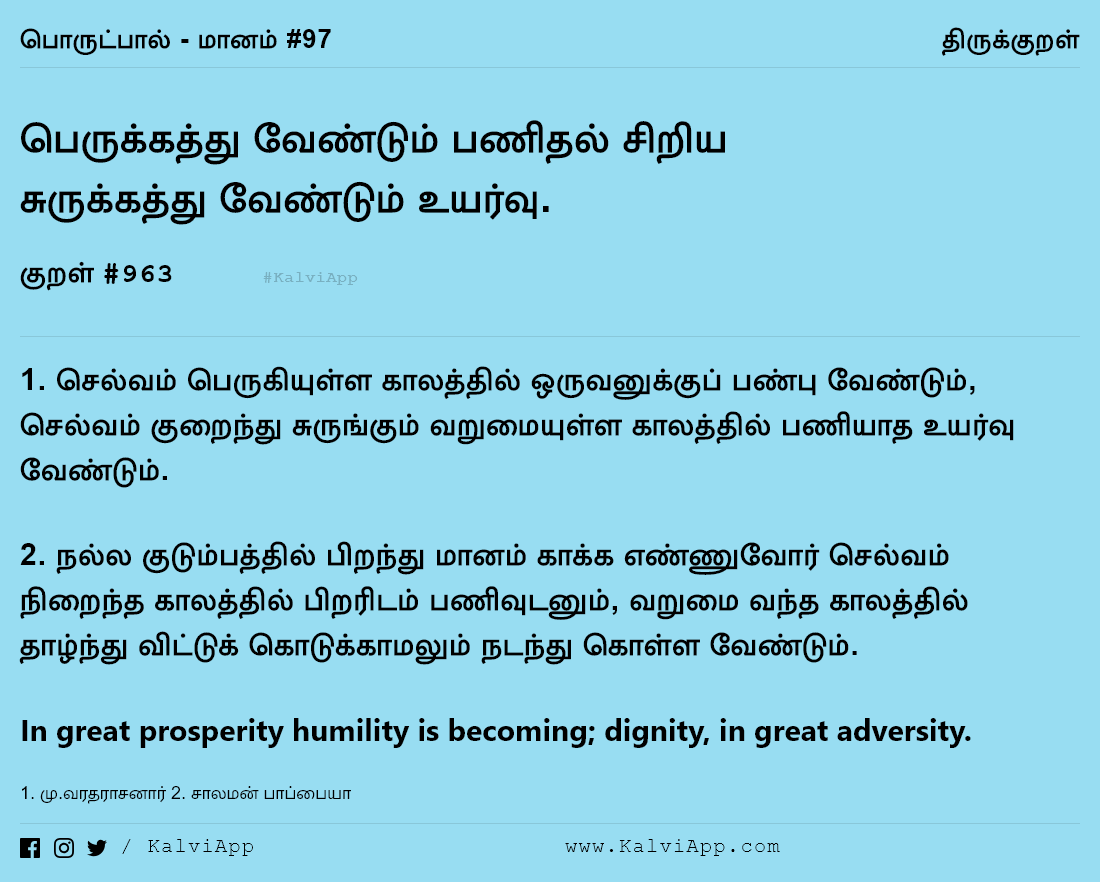 பொருட்பால் - மானம் #97 திருக்குறள்
பெருக்கத்து வேண்டும் பணிதல் சிறிய
சுருக்கத்து வேண்டும் உயர்வு.
குறள் #963 #KalviApp
1. செல்வம் பெருகியுள்ள காலத்தில் ஒருவனுக்குப் பண்பு வேண்டும்,
செல்வம் குறைந்து சுருங்கும் வறுமையுள்ள காலத்தில் பணியாத உயர்வு
வேண்டும்.
2. நல்ல குடும்பத்தில் பிறந்து மானம் காக்க எண்ணுவோர் செல்வம்
நிறைந்த காலத்தில் பிறரிடம் பணிவுடனும், வறுமை வந்த காலத்தில்
தாழ்ந்து விட்டுக் கொடுக்காமலும் நடந்து கொள்ள வேண்டும்.
In great prosperity humility is becoming; dignity, in great adversity.
1. மு.வரதராசனார் 2. சாலமன் பாப்பையா
/ KalviApp www.KalviApp.com